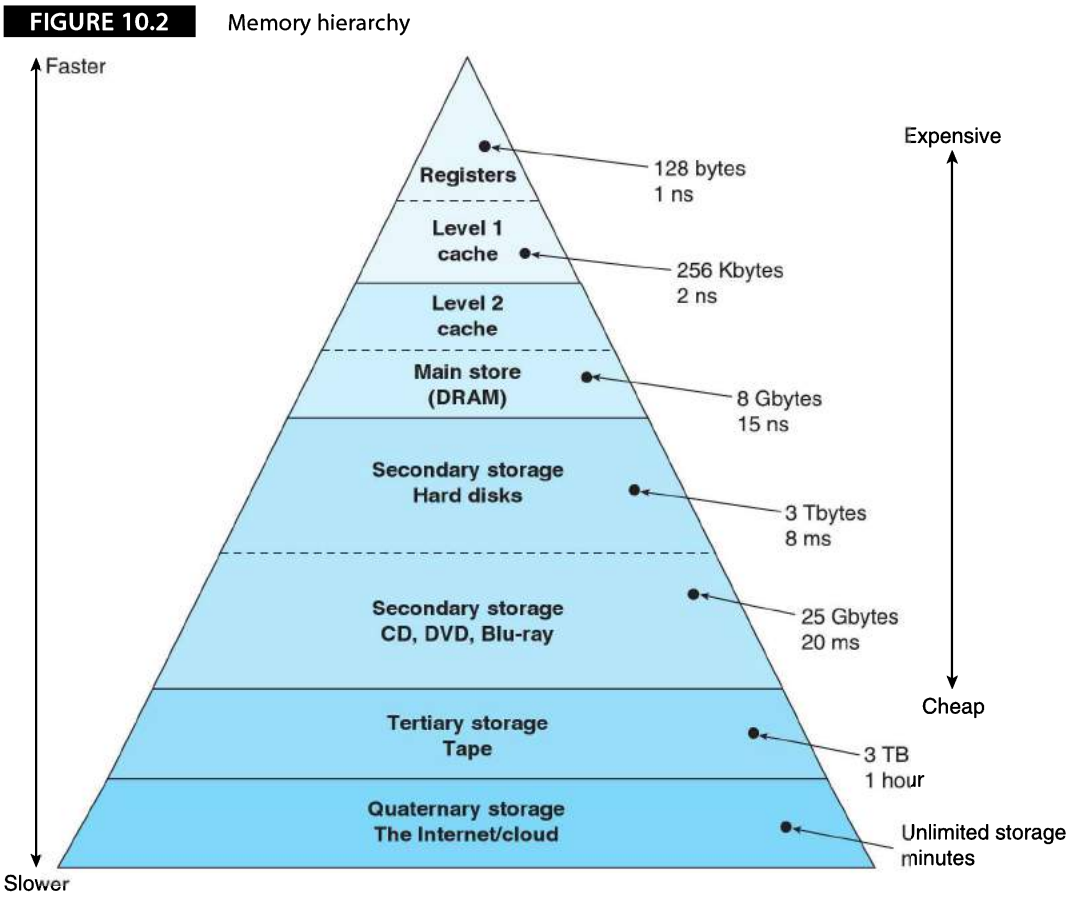 FIGURE 10.2 Memory hierarchy
Faster
Expensive
Registers
128 bytes
1 ns
Level 1
cache
256 Kbytes
2 ns
Level 2
cache
Main store
(DRAM)
8 Gbytes
15 ns
Secondary storage
Hard disks
3 Tbytes
8 ms
Secondary storage
CD, DVD, Blu-ray
25 Gbytes
20 ms
Cheap
Tertiary storage
Tape
3 TB
1 hour
Quaternary storage
The Internet/cloud
Unlimited storage
minutes
Slower